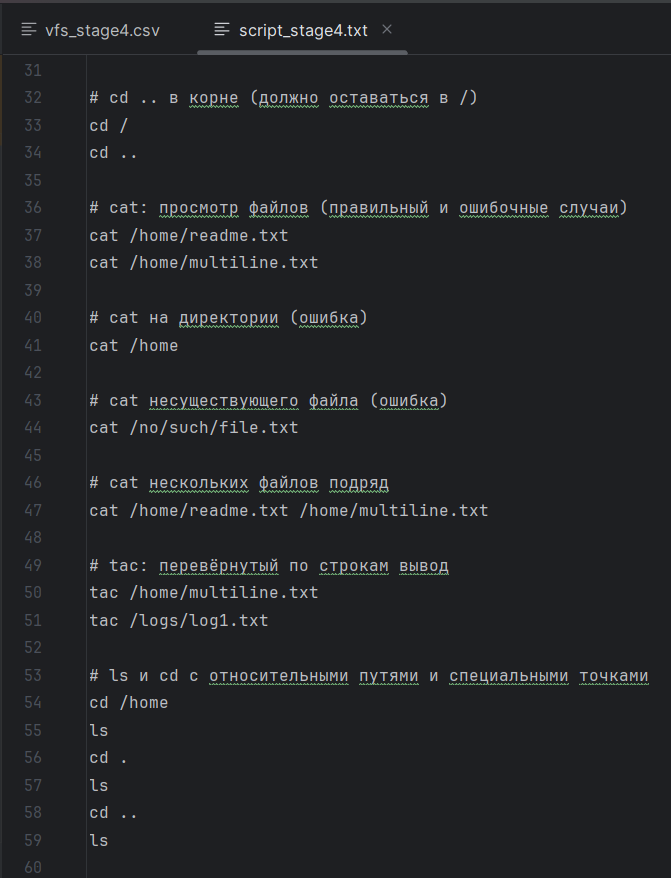 vfs_stage4.csv script_stage4.txt
31
32 # cd .. в корне (должно оставаться в /)
33 cd /
34 cd ..
35
36 # cat: просмотр файлов (правильный и ошибочные случаи)
37 cat /home/readme.txt
38 cat /home/multiline.txt
39
40 # cat на директории (ошибка)
41 cat /home
42
43 # cat несуществующего файла (ошибка)
44 cat /no/such/file.txt
45
46 # cat нескольких файлов подряд
47 cat /home/readme.txt /home/multiline.txt
48
49 # tac: перевёрнутый по строкам вывод
50 tac /home/multiline.txt
51 tac /logs/log1.txt
52
53 # ls и cd с относительными путями и специальными точками
54 cd /home
55 ls
56 cd .
57 ls
58 cd ..
59 ls
60